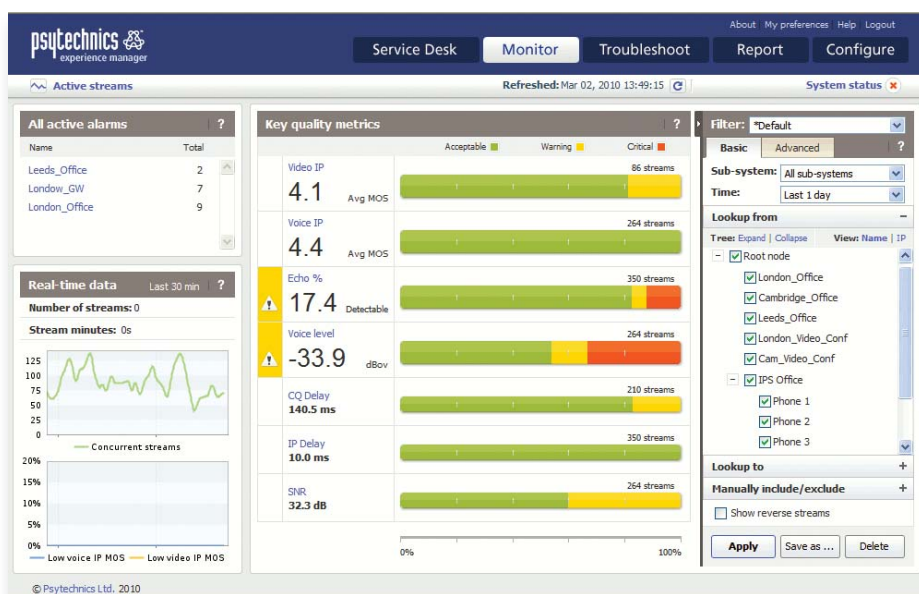 About My preferences Help Logout
psytechnics
experience manager
Service Desk Monitor Troubleshoot Report Configure
Active streams
Refreshed: Mar 02, 2010 13:49:15
System status
All active alarms ?
Name Total
Leeds_Office 2
Londow_GW 7
London_Office 9
Real-time data Last 30 min ?
Number of streams: 0
Stream minutes: 0s
125
100
75
50
25
0
Concurrent streams
20%
15%
10%
5%
0%
Low voice IP MOS Low video IP MOS
Key quality metrics ?
Acceptable Warning Critical
Video IP 86 streams
4.1 Avg MOS
Voice IP 264 streams
4.4 Avg MOS
Echo % 350 streams
17.4 Detectable
Voice level 264 streams
-33.9 dBov
CQ Delay 210 streams
140.5 ms
IP Delay 350 streams
10.0 ms
SNR 264 streams
32.3 dB
0% 100%
Filter: *Default
Basic Advanced ?
Sub-system: All sub-systems
Time: Last 1 day
Lookup from −
Tree: Expand | Collapse View: Name | IP
Root node
London_Office
Cambridge_Office
Leeds_Office
London_Video_Conf
Cam_Video_Conf
IPS Office
Phone 1
Phone 2
Phone 3
Lookup to +
Manually include/exclude +
Show reverse streams
Apply Save as ... Delete
© Psytechnics Ltd. 2010